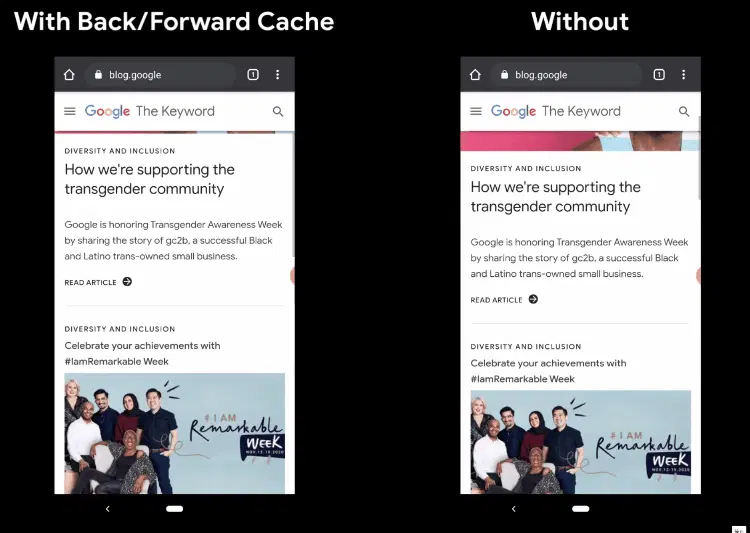 With Back/Forward Cache
Without
blog.google
1
Google The Keyword
DIVERSITY AND INCLUSION
How we're supporting the
transgender community
Google is honoring Transgender Awareness Week
by sharing the story of gc2b, a successful Black
and Latino trans-owned small business.
READ ARTICLE
DIVERSITY AND INCLUSION
Celebrate your achievements with
#IamRemarkable Week
# I AM
Remarkable
WEEK
NOV.12-19.2020
blog.google
1
Google The Keyword
DIVERSITY AND INCLUSION
How we're supporting the
transgender community
Google is honoring Transgender Awareness Week
by sharing the story of gc2b, a successful Black
and Latino trans-owned small business.
READ ARTICLE
DIVERSITY AND INCLUSION
Celebrate your achievements with
#IamRemarkable Week
# I AM
Remarkable
WEEK
NOV.12-19.2020